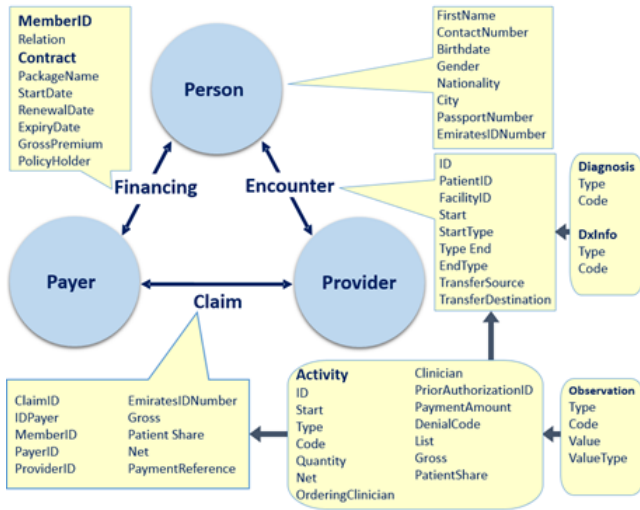 MemberID
Relation
Contract
PackageName
StartDate
RenewalDate
ExpiryDate
GrossPremium
PolicyHolder
Person
FirstName
ContactNumber
Birthdate
Gender
Nationality
City
PassportNumber
EmiratesIDNumber
Financing
Encounter
ID
PatientID
FacilityID
Start
StartType
Type End
EndType
TransferSource
TransferDestination
Diagnosis
Type
Code
DxInfo
Type
Code
Payer
Provider
Claim
ClaimID
IDPayer
MemberID
PayerID
ProviderID
EmiratesIDNumber
Gross
Patient Share
Net
PaymentReference
Activity
ID
Start
Type
Code
Quantity
Net
OrderingClinician
Clinician
PriorAuthorizationID
PaymentAmount
DenialCode
List
Gross
PatientShare
Observation
Type
Code
Value
ValueType